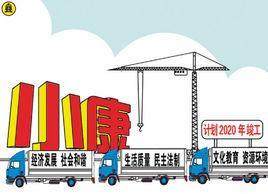 小康
计划2020年竣工
经济发展 社会和谐
生活质量 民主法制
文化教育 资源环境